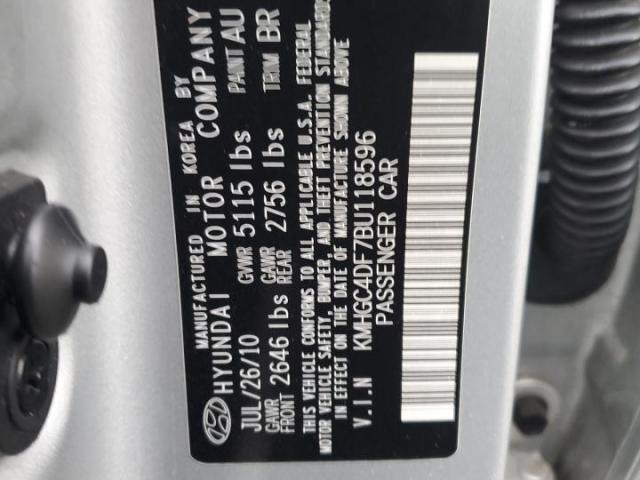 MANUFACTURED IN KOREA BY
HYUNDAI MOTOR COMPANY
JUL/26/10 GVWR 5115 lbs PAINT AU
GAWR FRONT 2646 lbs GAWR REAR 2756 lbs TRIM BR
THIS VEHICLE CONFORMS TO ALL APPLICABLE U.S.A. FEDERAL
MOTOR VEHICLE SAFETY, BUMPER, AND THEFT PREVENTION STANDARDS
IN EFFECT ON THE DATE OF MANUFACTURE SHOWN ABOVE
V.I.N KMHGC4DF7BU118596
PASSENGER CAR